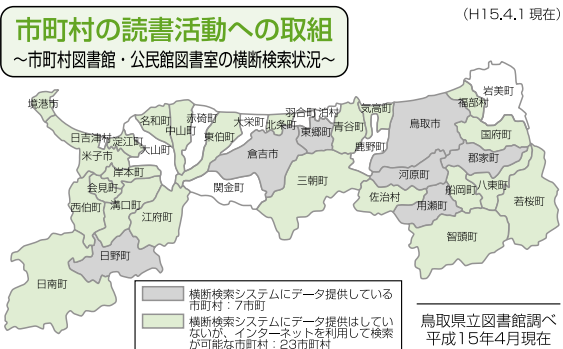 (H15.4.1 現在)
市町村の読書活動への取組
～市町村図書館・公民館図書室の横断検索状況～
境港市
日吉津村
淀江町
米子市
大山町
名和町
中山町
赤碕町
東伯町
大栄町
北条町
羽合町
泊村
東郷町
青谷町
気高町
鹿野町
鳥取市
福部村
岩美町
国府町
郡家町
河原町
船岡町
八東町
若桜町
用瀬町
佐治村
智頭町
倉吉市
関金町
三朝町
岸本町
会見町
西伯町
溝口町
江府町
日野町
日南町
横断検索システムにデータ提供している
市町村：7市町
横断検索システムにデータ提供はしてい
ないが、インターネットを利用して検索
が可能な市町村：23市町村
鳥取県立図書館調べ
平成15年4月現在